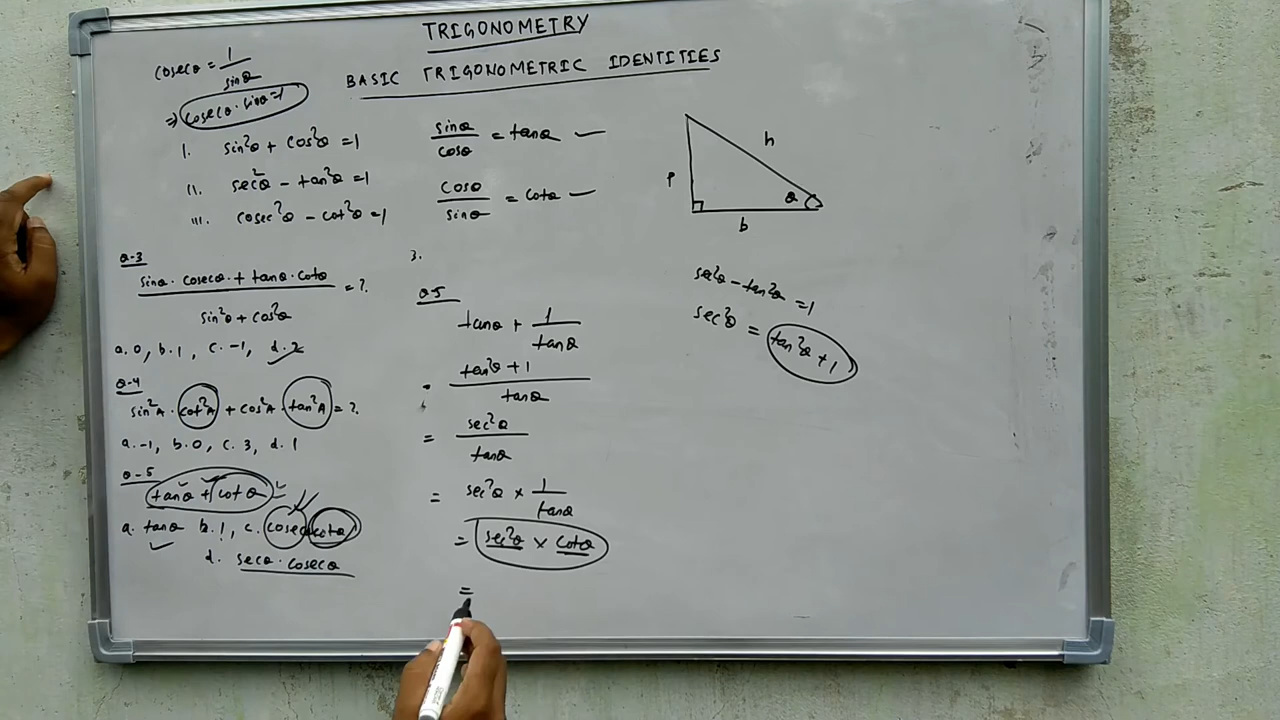 TRIGONOMETRY
BASIC TRIGONOMETRIC IDENTITIES
cosecθ = 1/sinθ
⇒ cosecθ·sinθ=1
I. sin²θ + cos²θ = 1
II. sec²θ - tan²θ = 1
III. cosec²θ - cot²θ = 1
sinθ/cosθ = tanθ
cosθ/sinθ = cotθ
h
P
θ
b
Q-3
sinθ· cosecθ + tanθ·cotθ / sin²θ + cos²θ = ?
a. 0, b. 1, c. -1, d. 2
Q-4
sin²A · cot²A + cos²A · tan²A = ?
a. -1, b. 0, c. 3, d. 1
Q-5
tanθ + cotθ =
a. tanθ b. 1, c. cosecθ cotθ
d. secθ· cosecθ
3.
Q-5
tanθ + 1/tanθ
= tan²θ + 1 / tanθ
= sec²θ / tanθ
= sec²θ × 1/tanθ
= sec²θ × cotθ
=
sec²θ - tan²θ = 1
sec²θ = tan²θ + 1